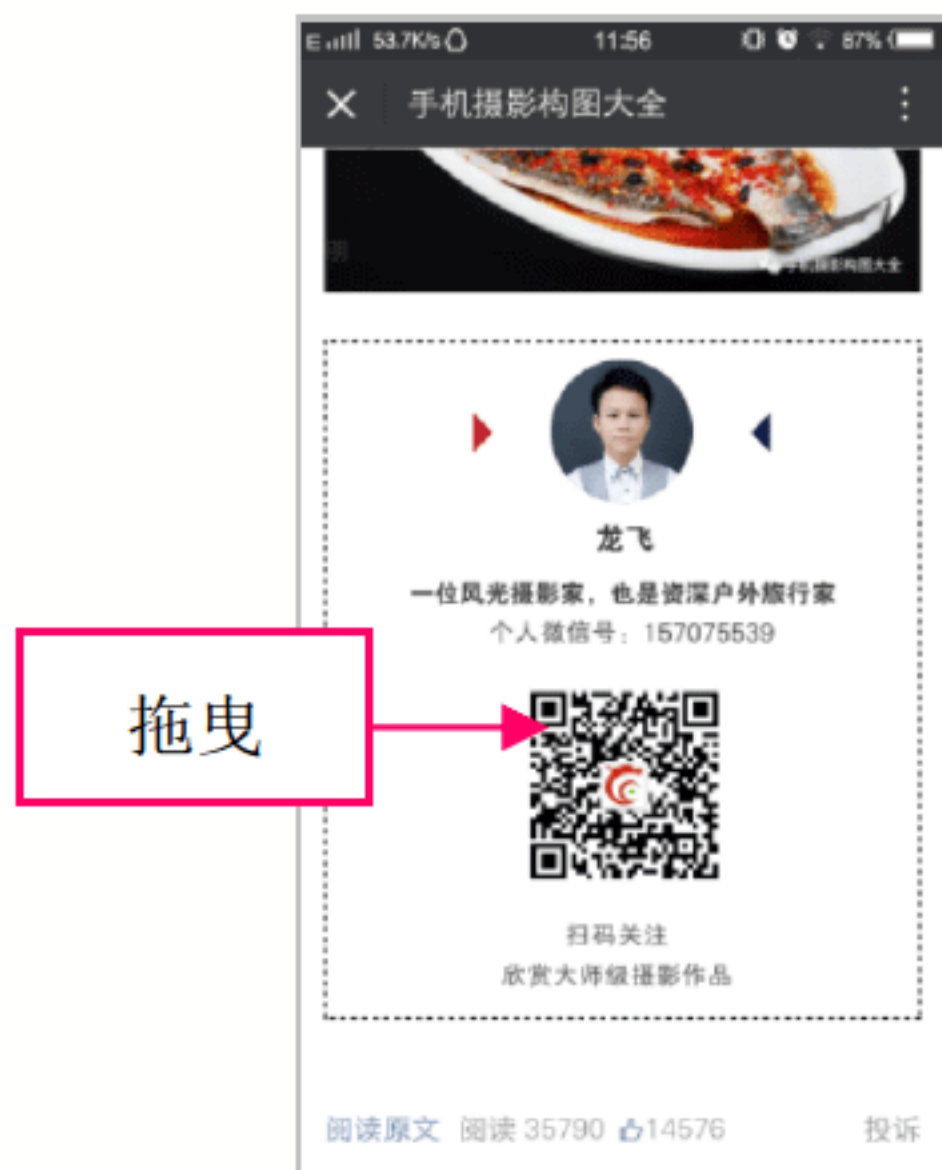 53.7K/s 11:56 87%
手机摄影构图大全
手机摄影构图大全
龙飞
一位风光摄影家，也是资深户外旅行家
个人微信号：157075539
拖曳
扫码关注
欣赏大师级摄影作品
阅读原文 阅读 35790 14576 投诉